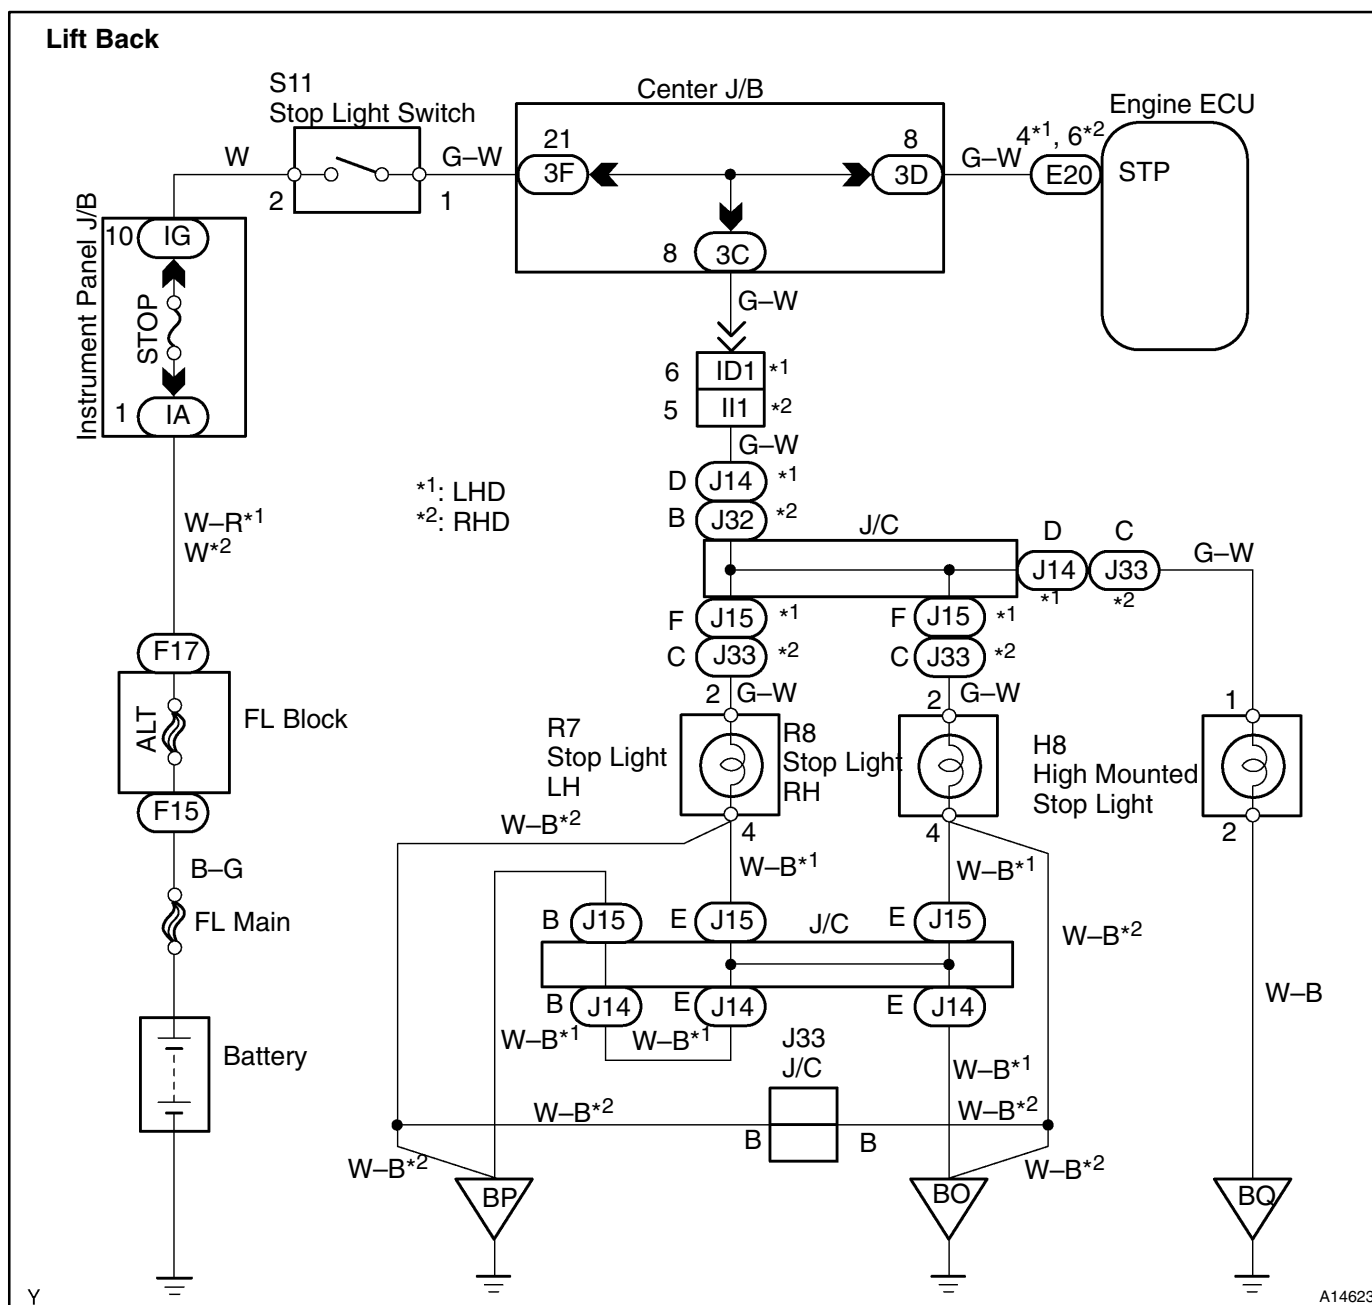 Lift Back
S11
Stop Light Switch
Center J/B
Engine ECU
W
2
1
G–W
21
3F
8
3D
G–W
4*1, 6*2
E20
STP
8
3C
G–W
Instrument Panel J/B
10
IG
STOP
1
IA
6
ID1
*1
5
II1
*2
G–W
D
J14
*1
B
J32
*2
*1: LHD
*2: RHD
J/C
D
C
J14
J33
*1
*2
G–W
W–R*1
W*2
F
J15
*1
F
J15
*1
C
J33
*2
C
J33
*2
F17
2
G–W
2
G–W
1
ALT
FL Block
R7
Stop Light
LH
R8
Stop Light
RH
H8
High Mounted
Stop Light
F15
W–B*2
4
4
2
B–G
W–B*1
W–B*1
FL Main
B
J15
E
J15
J/C
E
J15
W–B*2
B
J14
E
J14
E
J14
W–B
W–B*1
W–B*1
J33
J/C
Battery
W–B*1
W–B*2
W–B*2
B
B
W–B*2
W–B*2
BP
BO
BQ
Y
A14623